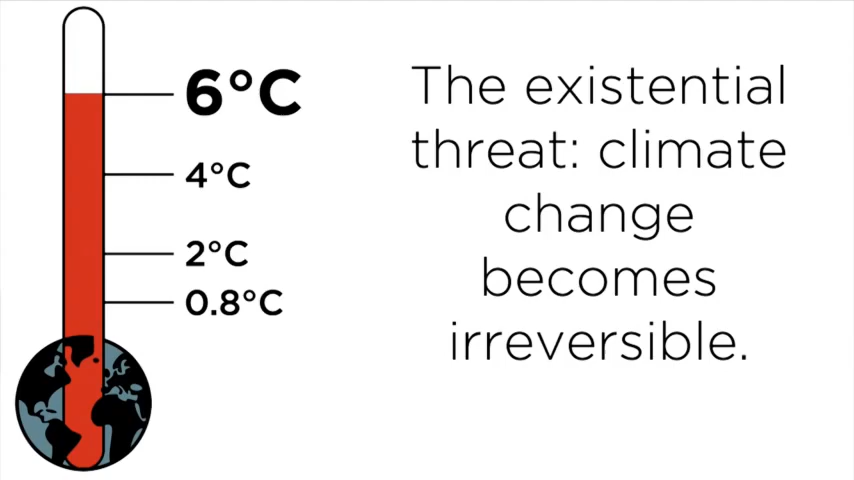 6°C
4°C
2°C
0.8°C
The existential
threat: climate
change
becomes
irreversible.